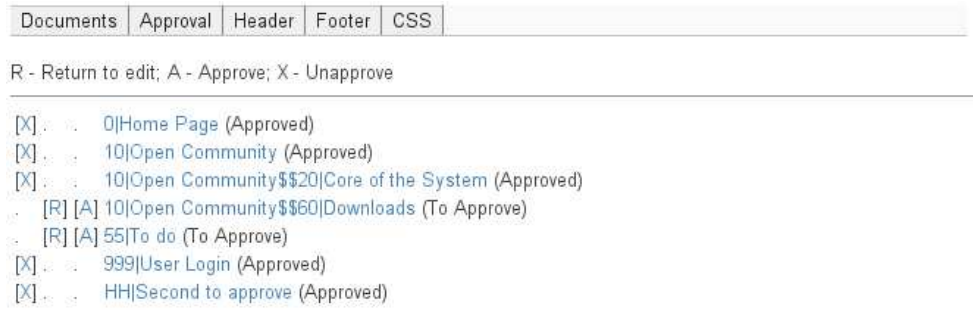 Documents Approval Header Footer CSS
R - Return to edit; A - Approve; X - Unapprove
[X] . . 0|Home Page (Approved)
[X] . . 10|Open Community (Approved)
[X] . . 10|Open Community$$20|Core of the System (Approved)
. [R] [A] 10|Open Community$$60|Downloads (To Approve)
. [R] [A] 55|To do (To Approve)
[X] . . 999|User Login (Approved)
[X] . . HH|Second to approve (Approved)